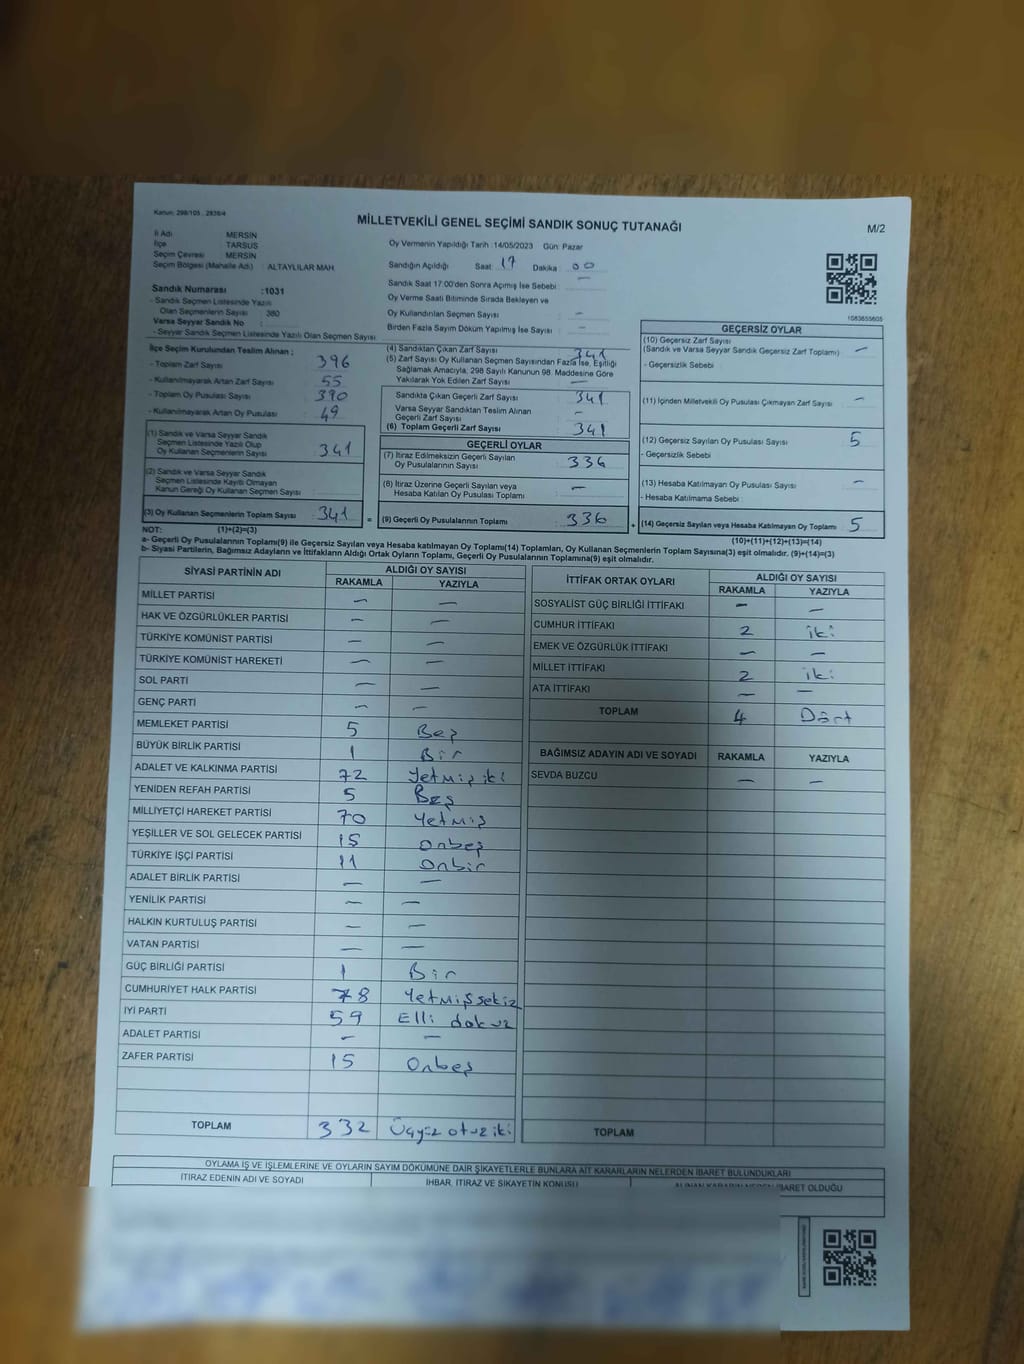 Kanun: 298/105 , 2839/4
MİLLETVEKİLİ GENEL SEÇİMİ SANDIK SONUÇ TUTANAĞI
M/2
İl Adı MERSİN
İlçe TARSUS
Seçim Çevresi MERSİN
Seçim Bölgesi (Mahalle Adı) : ALTAYLILAR MAH
Sandık Numarası :1031
- Sandık Seçmen Listesinde Yazılı
Olan Seçmenlerin Sayısı : 380
Varsa Seyyar Sandık No :
- Seyyar Sandık Seçmen Listesinde Yazılı Olan Seçmen Sayısı
Oy Vermenin Yapıldığı Tarih :14/05/2023 Gün: Pazar
Sandığın Açıldığı Saat : 17 Dakika : 00
Sandık Saat 17:00'den Sonra Açımış İse Sebebi : —
Oy Verme Saati Bitiminde Sırada Bekleyen ve
Oy Kullandırılan Seçmen Sayısı : -
Birden Fazla Sayım Döküm Yapılmış İse Sayısı : -
1083655605
İlçe Seçim Kurulundan Teslim Alınan ;
- Toplam Zarf Sayısı : 396
- Kullanılmayarak Artan Zarf Sayısı : 55
- Toplam Oy Pusulası Sayısı : 390
- Kullanılmayarak Artan Oy Pusulası : 49
(1) Sandık ve Varsa Seyyar Sandık
Seçmen Listesinde Yazılı Olup
Oy Kullanan Seçmenlerin Sayısı : 341
(2) Sandık ve Varsa Seyyar Sandık
Seçmen Listesinde Kayıtlı Olmayan
Kanun Gereği Oy Kullanan Seçmen Sayısı :
(3) Oy Kullanan Seçmenlerin Toplam Sayısı : 341
(4) Sandıktan Çıkan Zarf Sayısı : 341
(5) Zarf Sayısı Oy Kullanan Seçmen Sayısından Fazla İse, Eşitliği
Sağlamak Amacıyla, 298 Sayılı Kanunun 98. Maddesine Göre
Yakılarak Yok Edilen Zarf Sayısı : —
Sandıkta Çıkan Geçerli Zarf Sayısı : 341
Varsa Seyyar Sandıktan Teslim Alınan
Geçerli Zarf Sayısı : -
(6) Toplam Geçerli Zarf Sayısı : 341
GEÇERLİ OYLAR
(7) İtiraz Edilmeksizin Geçerli Sayılan
Oy Pusulalarının Sayısı : 336
(8) İtiraz Üzerine Geçerli Sayılan veya
Hesaba Katılan Oy Pusulası Toplamı : —
= (9) Geçerli Oy Pusulalarının Toplamı : 336
GEÇERSİZ OYLAR
(10) Geçersiz Zarf Sayısı
(Sandık ve Varsa Seyyar Sandık Geçersiz Zarf Toplamı) : —
- Geçersizlik Sebebi :
(11) İçinden Milletvekili Oy Pusulası Çıkmayan Zarf Sayısı : —
(12) Geçersiz Sayılan Oy Pusulası Sayısı : 5
- Geçersizlik Sebebi :
(13) Hesaba Katılmayan Oy Pusulası Sayısı : —
- Hesaba Katılmama Sebebi :
+ (14) Geçersiz Sayılan veya Hesaba Katılmayan Oy Toplamı : 5
NOT: (1)+(2)=(3) (10)+(11)+(12)+(13)=(14)
a- Geçerli Oy Pusulalarının Toplamı(9) ile Geçersiz Sayılan veya Hesaba katılmayan Oy Toplamı(14) Toplamları, Oy Kullanan Seçmenlerin Toplam Sayısına(3) eşit olmalıdır. (9)+(14)=(3)
b- Siyasi Partilerin, Bağımsız Adayların ve İttifakların Aldığı Ortak Oyların Toplamı, Geçerli Oy Pusulalarının Toplamına(9) eşit olmalıdır.
SİYASİ PARTİNİN ADI ALDIĞI OY SAYISI
RAKAMLA YAZIYLA
MİLLET PARTİSİ — —
HAK VE ÖZGÜRLÜKLER PARTİSİ — —
TÜRKİYE KOMÜNİST PARTİSİ — —
TÜRKİYE KOMÜNİST HAREKETİ — —
SOL PARTİ — —
GENÇ PARTİ — —
MEMLEKET PARTİSİ 5 Beş
BÜYÜK BİRLİK PARTİSİ 1 Bir
ADALET VE KALKINMA PARTİSİ 72 Yetmiş iki
YENİDEN REFAH PARTİSİ 5 Beş
MİLLİYETÇİ HAREKET PARTİSİ 70 Yetmiş
YEŞİLLER VE SOL GELECEK PARTİSİ 15 Onbeş
TÜRKİYE İŞÇİ PARTİSİ 11 Onbir
ADALET BİRLİK PARTİSİ — —
YENİLİK PARTİSİ — —
HALKIN KURTULUŞ PARTİSİ — —
VATAN PARTİSİ — —
GÜÇ BİRLİĞİ PARTİSİ 1 Bir
CUMHURİYET HALK PARTİSİ 78 Yetmişsekiz
İYİ PARTİ 59 Elli dokuz
ADALET PARTİSİ — —
ZAFER PARTİSİ 15 Onbeş
TOPLAM 332 Üçyüz otuz iki
İTTİFAK ORTAK OYLARI ALDIĞI OY SAYISI
RAKAMLA YAZIYLA
SOSYALİST GÜÇ BİRLİĞİ İTTİFAKI — —
CUMHUR İTTİFAKI 2 iki
EMEK VE ÖZGÜRLÜK İTTİFAKI — —
MİLLET İTTİFAKI 2 iki
ATA İTTİFAKI — —
TOPLAM 4 Dört
BAĞIMSIZ ADAYIN ADI VE SOYADI RAKAMLA YAZIYLA
SEVDA BUZCU — —
TOPLAM
OYLAMA İŞ VE İŞLEMLERİNE VE OYLARIN SAYIM DÖKÜMÜNE DAİR ŞİKAYETLERLE BUNLARA AİT KARARLARIN NELERDEN İBARET BULUNDUKLARI
İTİRAZ EDENİN ADI VE SOYADI İHBAR, İTİRAZ VE ŞİKAYETİN KONUSU ALINAN KARARIN NEDEN İBARET OLDUĞU